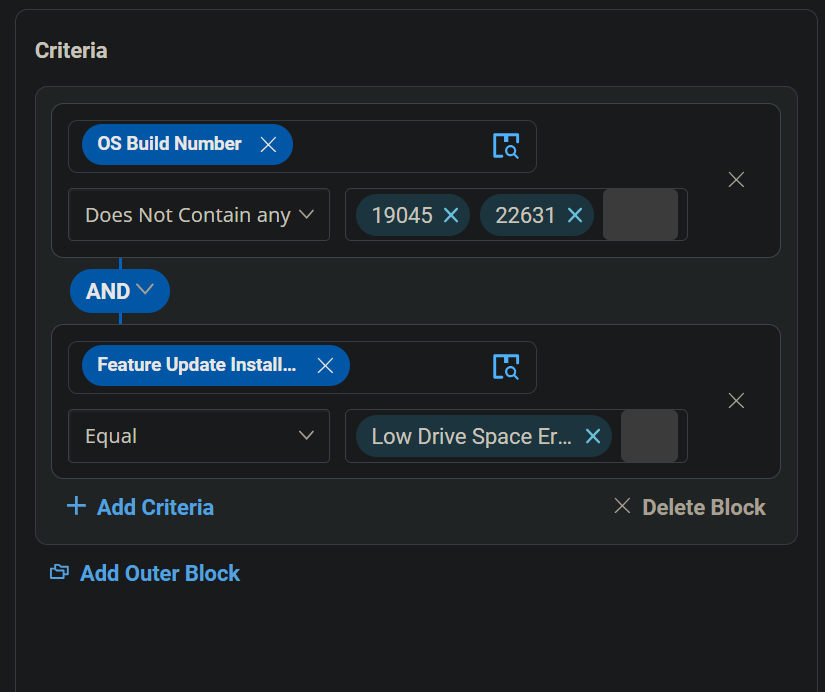 Criteria
OS Build Number
Does Not Contain any 19045 22631
AND
Feature Update Install...
Equal Low Drive Space Er...
Add Criteria Delete Block
Add Outer Block